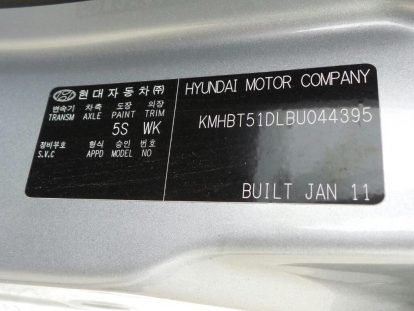 현대자동차㈜
변속기 차축 도장 의장
TRANSM AXLE PAINT TRIM
5S WK
정비부호 형식 승인 번호
S.V.C APPD MODEL NO
HYUNDAI MOTOR COMPANY
KMHBT51DLBU044395
BUILT JAN 11